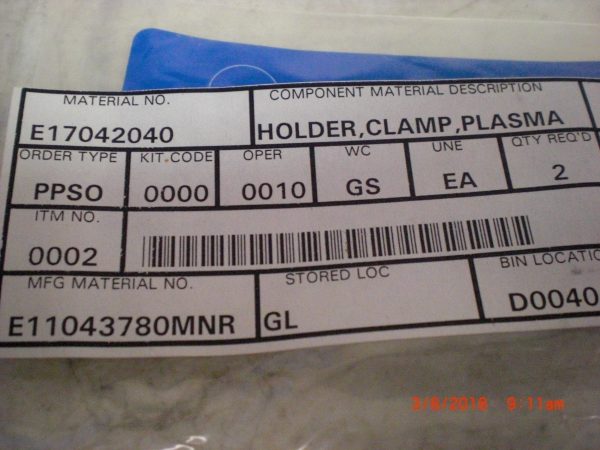 MATERIAL NO.
COMPONENT MATERIAL DESCRIPTION
E17042040
HOLDER,CLAMP,PLASMA
ORDER TYPE KIT.CODE OPER WC UNE QTY REQ'D
PPSO 0000 0010 GS EA 2
ITM NO.
0002
MFG MATERIAL NO. STORED LOC BIN LOCATIO
E11043780MNR GL D0040
3/6/2018 9:11am